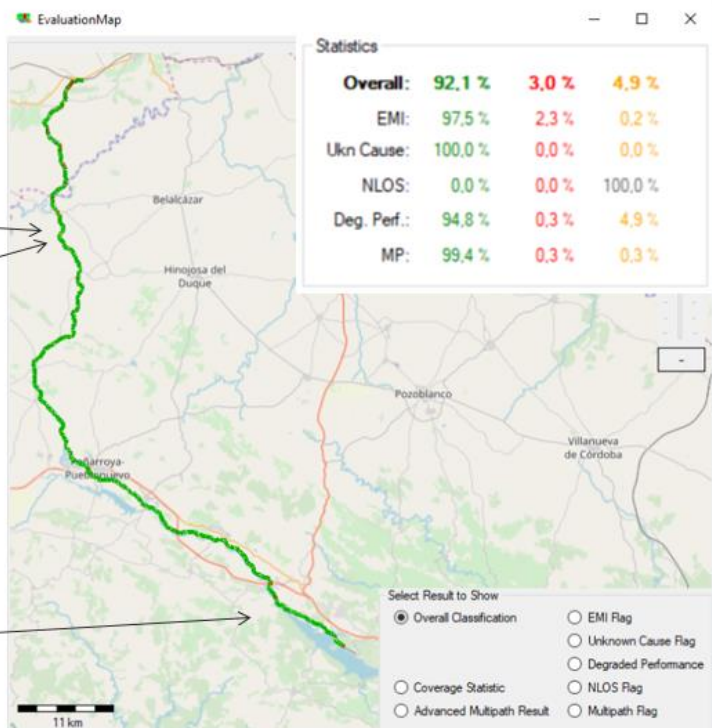 EvaluationMap
Statistics
Overall: 92,1 % 3,0 % 4,9 %
EMI: 97,5 % 2,3 % 0,2 %
Ukn Cause: 100,0 % 0,0 % 0,0 %
NLOS: 0,0 % 0,0 % 100,0 %
Deg. Perf.: 94,8 % 0,3 % 4,9 %
MP: 99,4 % 0,3 % 0,3 %
Belalcázar
Hinojosa del
Duque
-
Pozoblanco
Villanueva
de Córdoba
Select Result to Show
Overall Classification
EMI Flag
Unknown Cause Flag
Degraded Performance
Coverage Statistic
NLOS Flag
Advanced Multipath Result
Multipath Flag
11 km